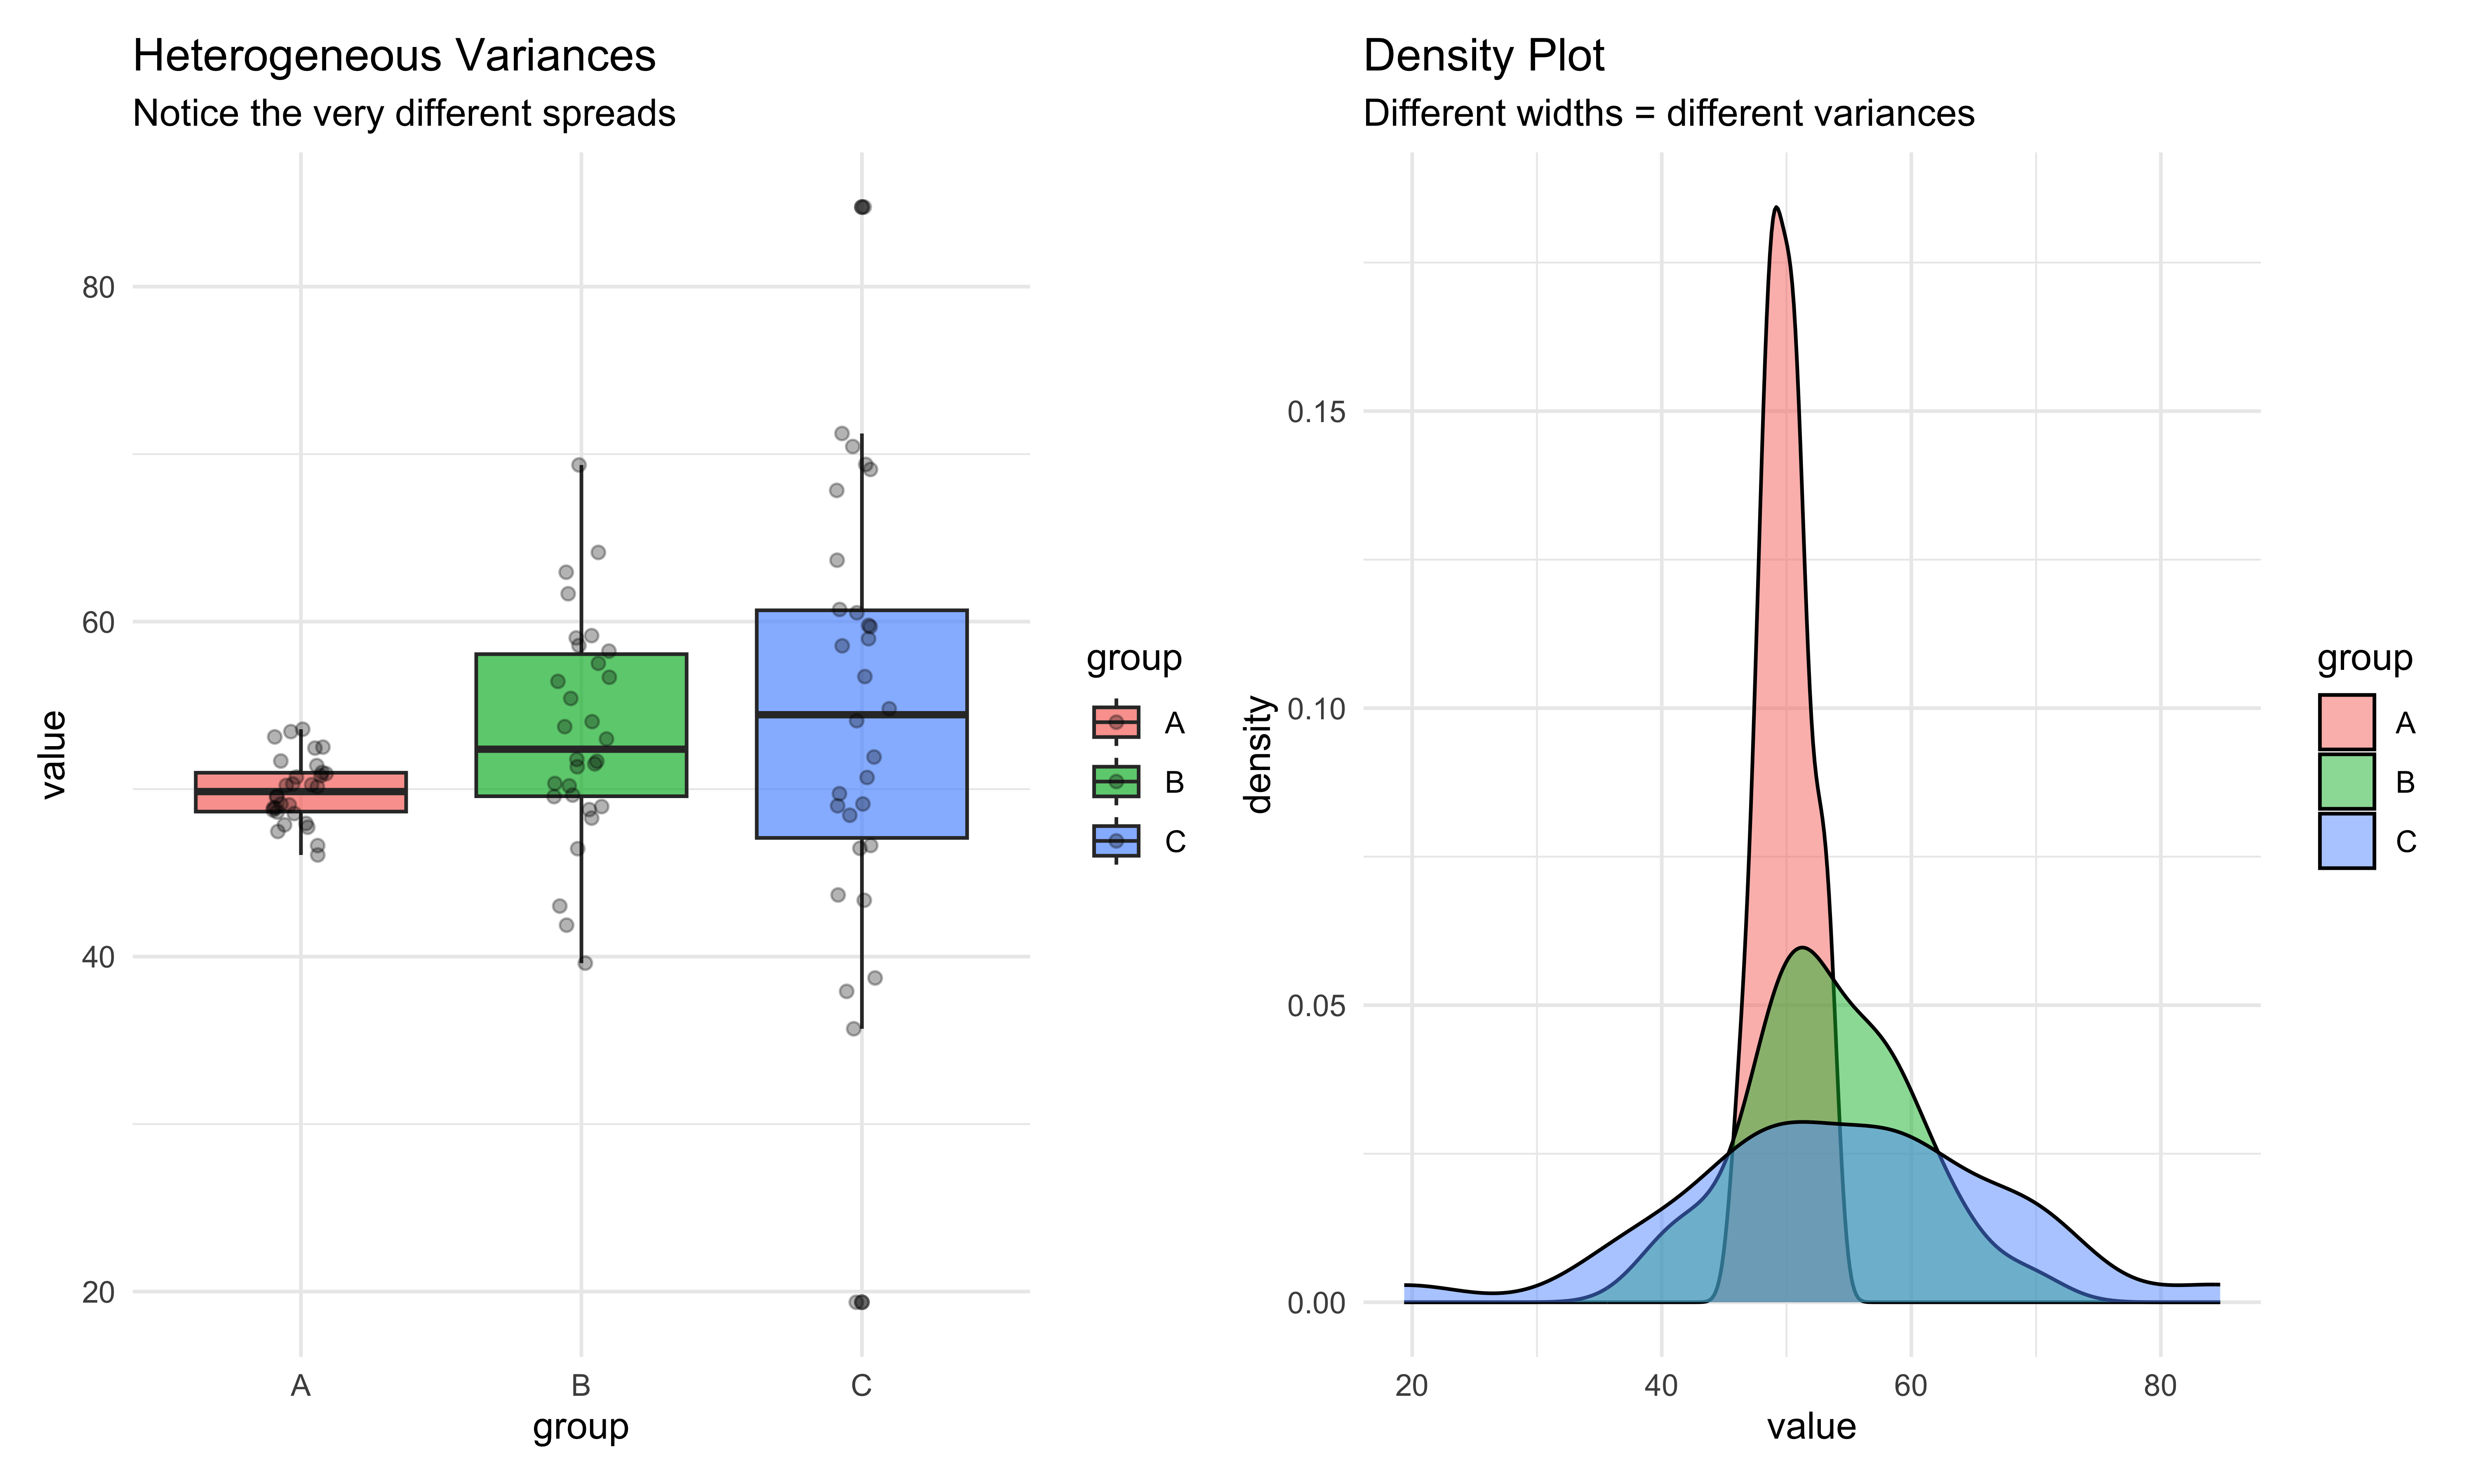 Heterogeneous Variances
Notice the very different spreads
80
60
40
20
value
A
B
C
group
group
A
B
C
Density Plot
Different widths = different variances
0.15
0.10
0.05
0.00
density
20
40
60
80
value
group
A
B
C